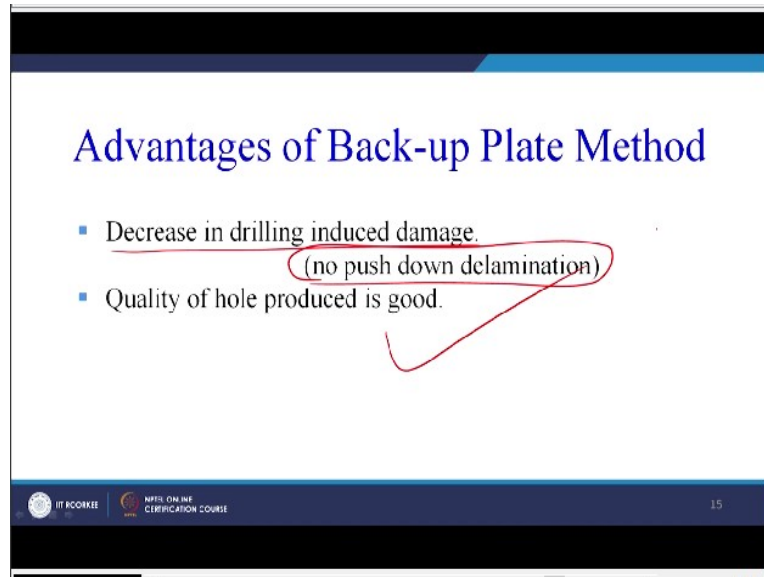 Advantages of Back-up Plate Method
▪ Decrease in drilling induced damage.
(no push down delamination)
▪ Quality of hole produced is good.
IIT ROORKEE
NPTEL ONLINE
CERTIFICATION COURSE
15